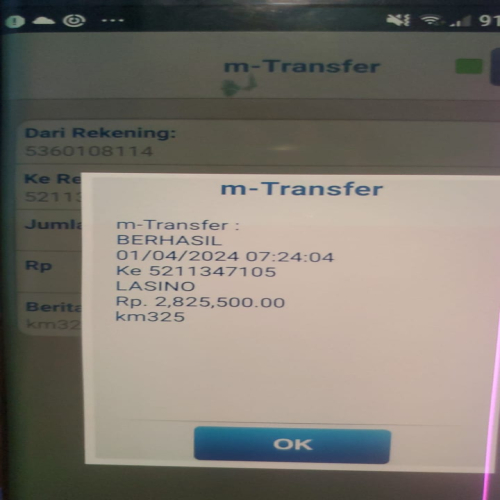 91
m-Transfer
Dari Rekening:
5360108114
Ke Re
52113
Jumla
Rp
Berita
km32
m-Transfer
m-Transfer :
BERHASIL
01/04/2024 07:24:04
Ke 5211347105
LASINO
Rp. 2,825,500.00
km325
OK